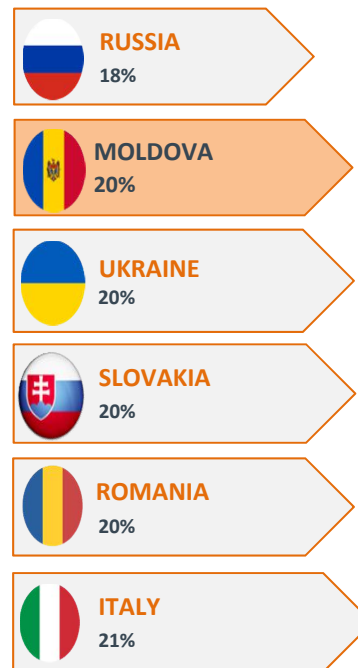 RUSSIA
18%
MOLDOVA
20%
UKRAINE
20%
SLOVAKIA
20%
ROMANIA
20%
ITALY
21%